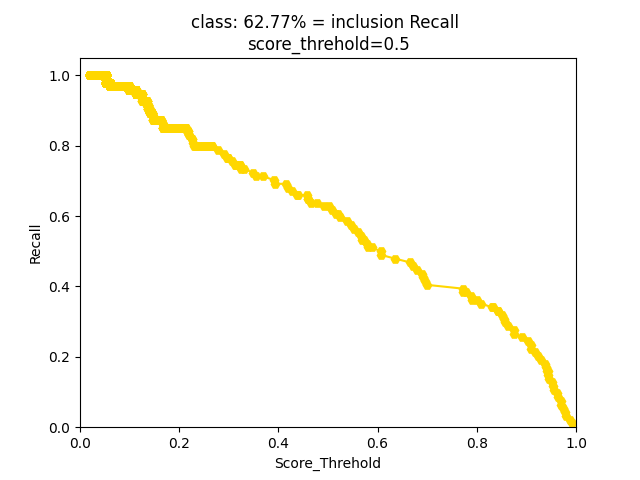 class: 62.77% = inclusion Recall
score_threhold=0.5
1.0
0.8
0.6
0.4
0.2
0.0
Recall
0.0 0.2 0.4 0.6 0.8 1.0
Score_Threhold